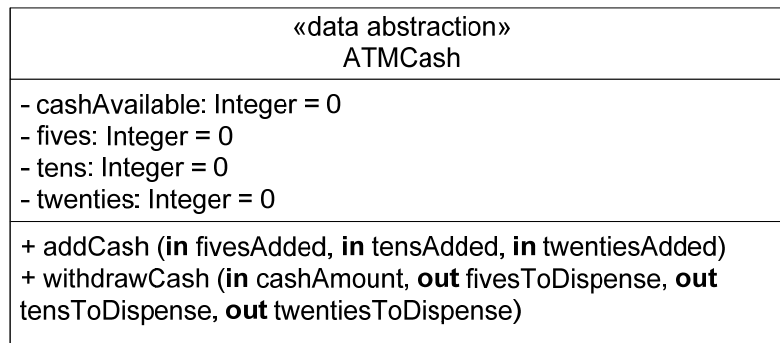 «data abstraction»
ATMCash
- cashAvailable: Integer = 0
- fives: Integer = 0
- tens: Integer = 0
- twenties: Integer = 0
+ addCash (in fivesAdded, in tensAdded, in twentiesAdded)
+ withdrawCash (in cashAmount, out fivesToDispense, out
tensToDispense, out twentiesToDispense)